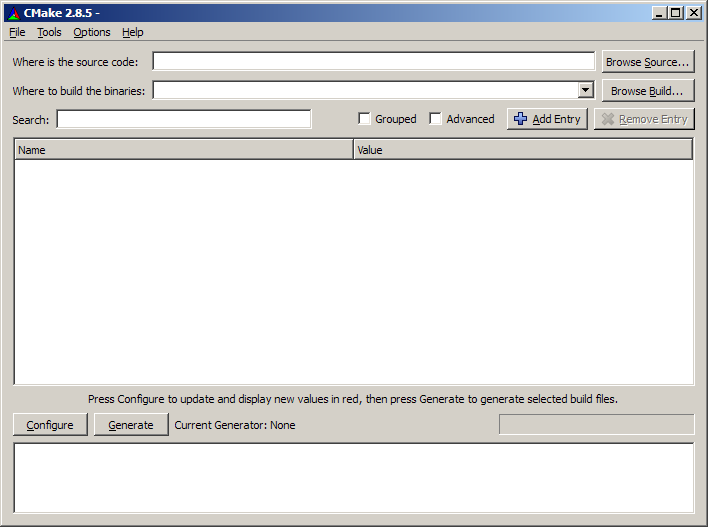 CMake 2.8.5 -
File Tools Options Help
Where is the source code: Browse Source...
Where to build the binaries: Browse Build...
Search: Grouped Advanced Add Entry Remove Entry
Name Value
Press Configure to update and display new values in red, then press Generate to generate selected build files.
Configure Generate Current Generator: None